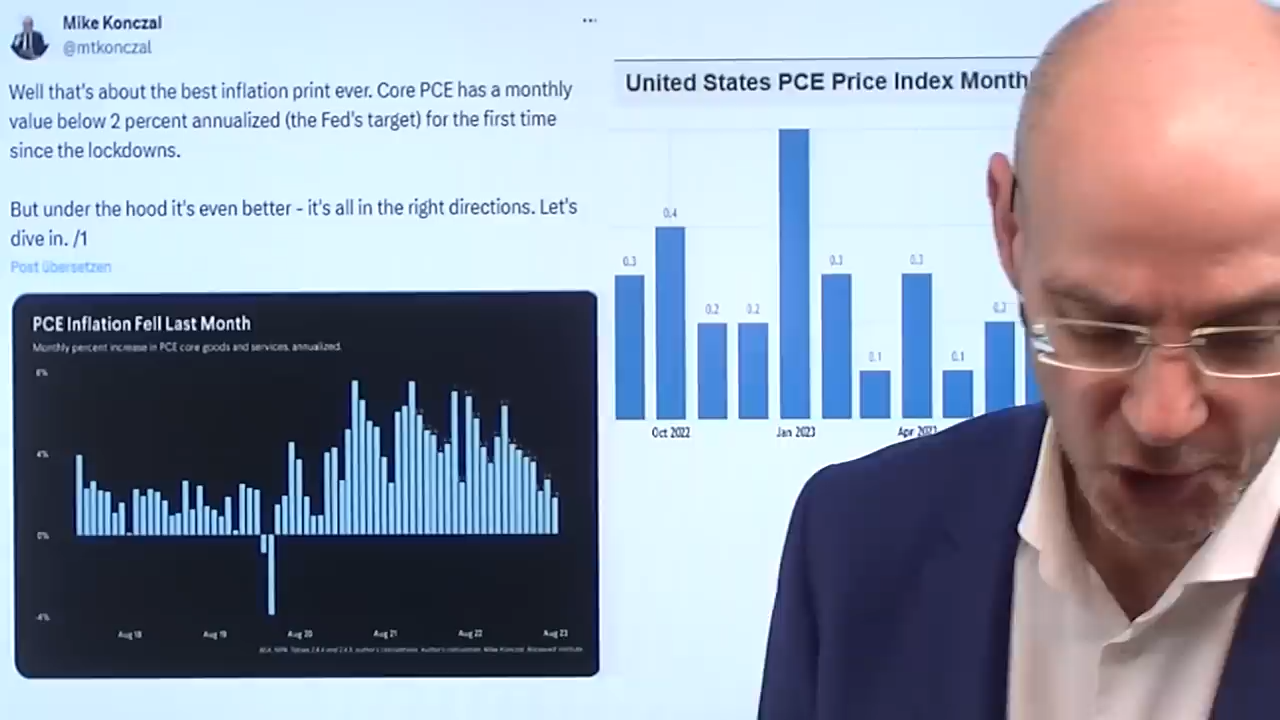 Mike Konczal
@mtkonczal
Well that's about the best inflation print ever. Core PCE has a monthly
value below 2 percent annualized (the Fed's target) for the first time
since the lockdowns.
But under the hood it's even better - it's all in the right directions. Let's
dive in. /1
Post übersetzen
PCE Inflation Fell Last Month
Monthly percent increase in PCE core goods and services, annualized.
4%
0%
-4%
Aug 18
Aug 19
Aug 20
Aug 21
Aug 22
Aug 23
United States PCE Price Index Month
0.3
0.4
0.2
0.2
0.3
0.1
0.3
0.1
0.2
Oct 2022
Jan 2023
Apr 2023